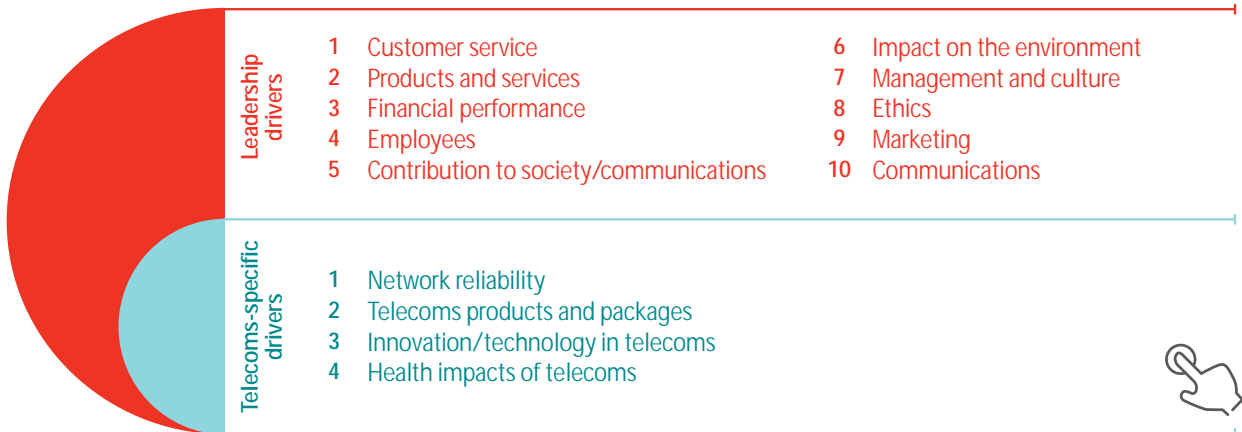 Leadership
drivers
1 Customer service
2 Products and services
3 Financial performance
4 Employees
5 Contribution to society/communications
6 Impact on the environment
7 Management and culture
8 Ethics
9 Marketing
10 Communications
Telecoms-specific
drivers
1 Network reliability
2 Telecoms products and packages
3 Innovation/technology in telecoms
4 Health impacts of telecoms